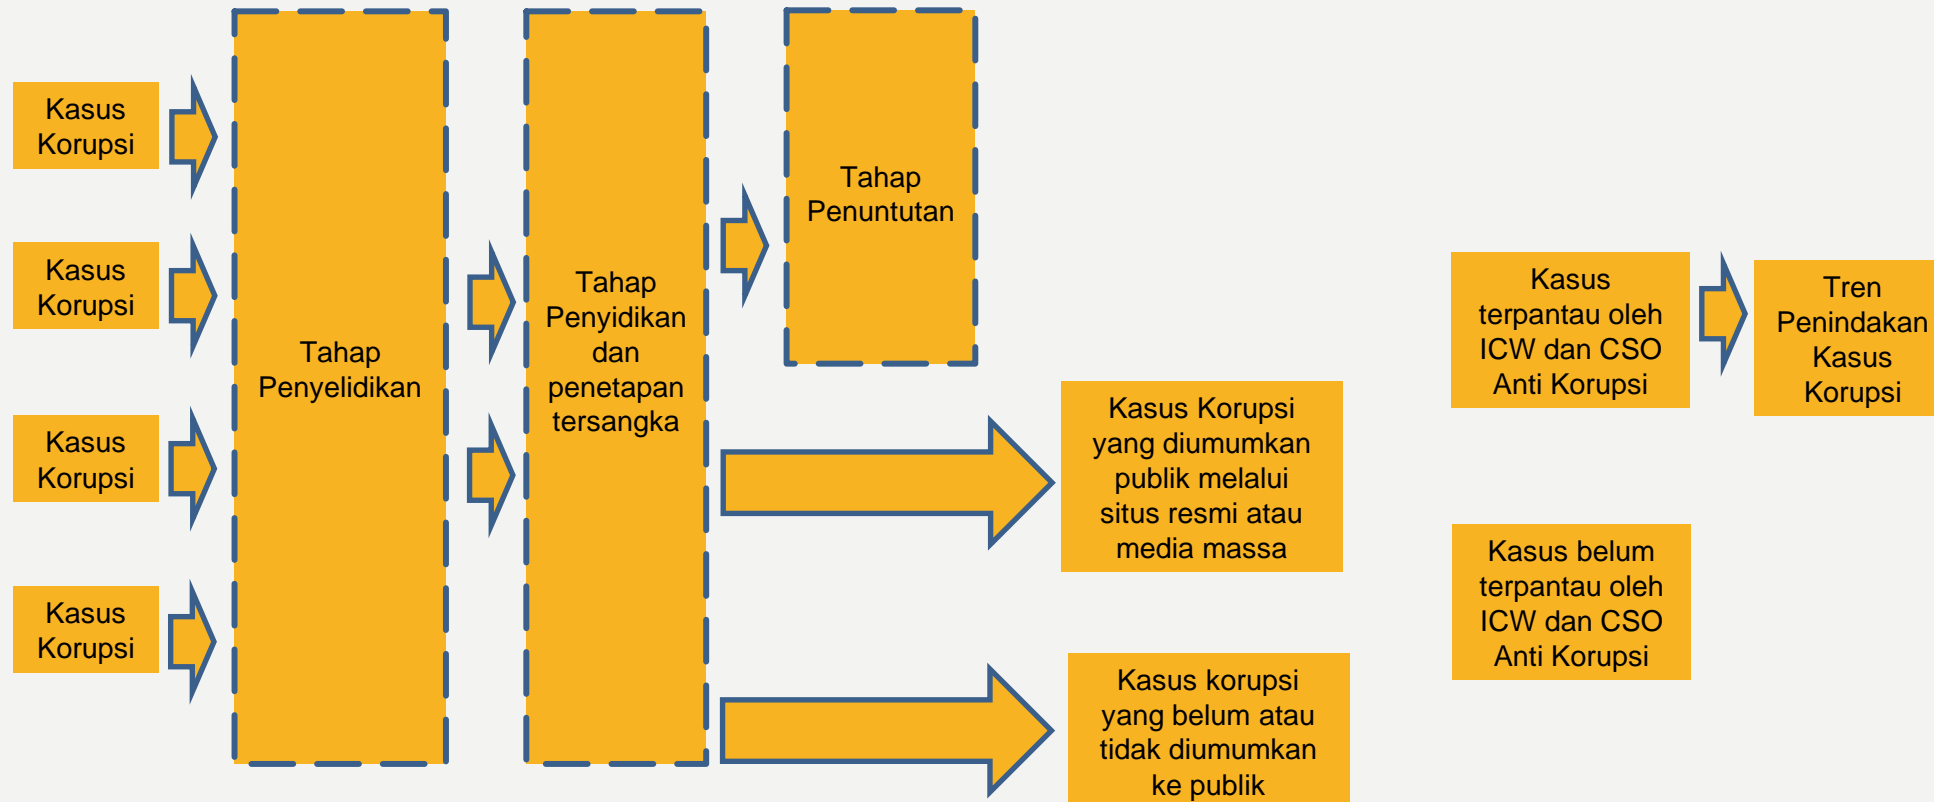 Kasus
Korupsi
Kasus
Korupsi
Kasus
Korupsi
Kasus
Korupsi
Tahap
Penyelidikan
Tahap
Penyidikan
dan
penetapan
tersangka
Tahap
Penuntutan
Kasus Korupsi
yang diumumkan
publik melalui
situs resmi atau
media massa
Kasus korupsi
yang belum atau
tidak diumumkan
ke publik
Kasus
terpantau oleh
ICW dan CSO
Anti Korupsi
Kasus belum
terpantau oleh
ICW dan CSO
Anti Korupsi
Tren
Penindakan
Kasus
Korupsi